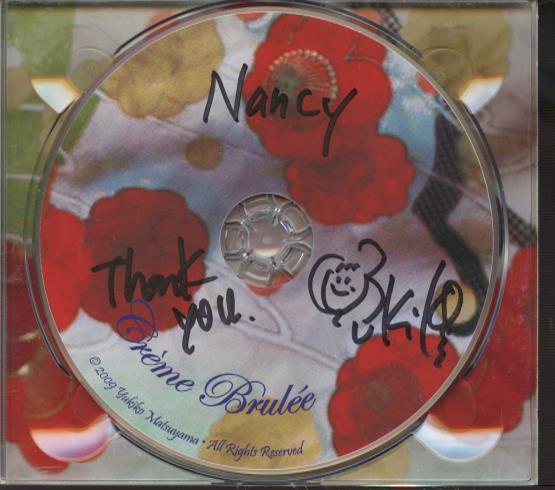 Nancy
Thank
you.
Crème Brulée
© 2009 Yukiko Matsuyama • All Rights Reserved